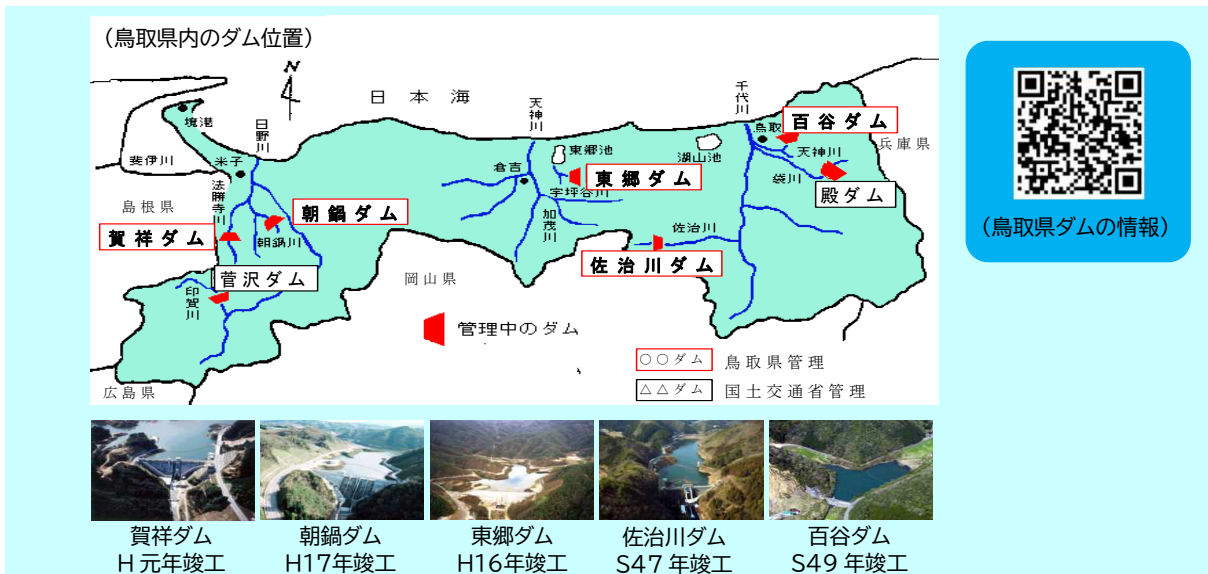 (鳥取県内のダム位置)
N
日本海
境港
斐伊川
米子
日野川
法勝寺川
島根県
賀祥ダム
朝鍋ダム
朝鍋川
菅沢ダム
印賀川
広島県
岡山県
天神川
倉吉
東郷池
東郷ダム
宇坪谷川
加茂川
湖山池
佐治川
佐治川ダム
千代川
鳥取
百谷ダム
天神川
袋川
殿ダム
兵庫県
管理中のダム
○○ダム 鳥取県管理
△△ダム 国土交通省管理
(鳥取県ダムの情報)
賀祥ダム
H元年竣工
朝鍋ダム
H17年竣工
東郷ダム
H16年竣工
佐治川ダム
S47年竣工
百谷ダム
S49年竣工